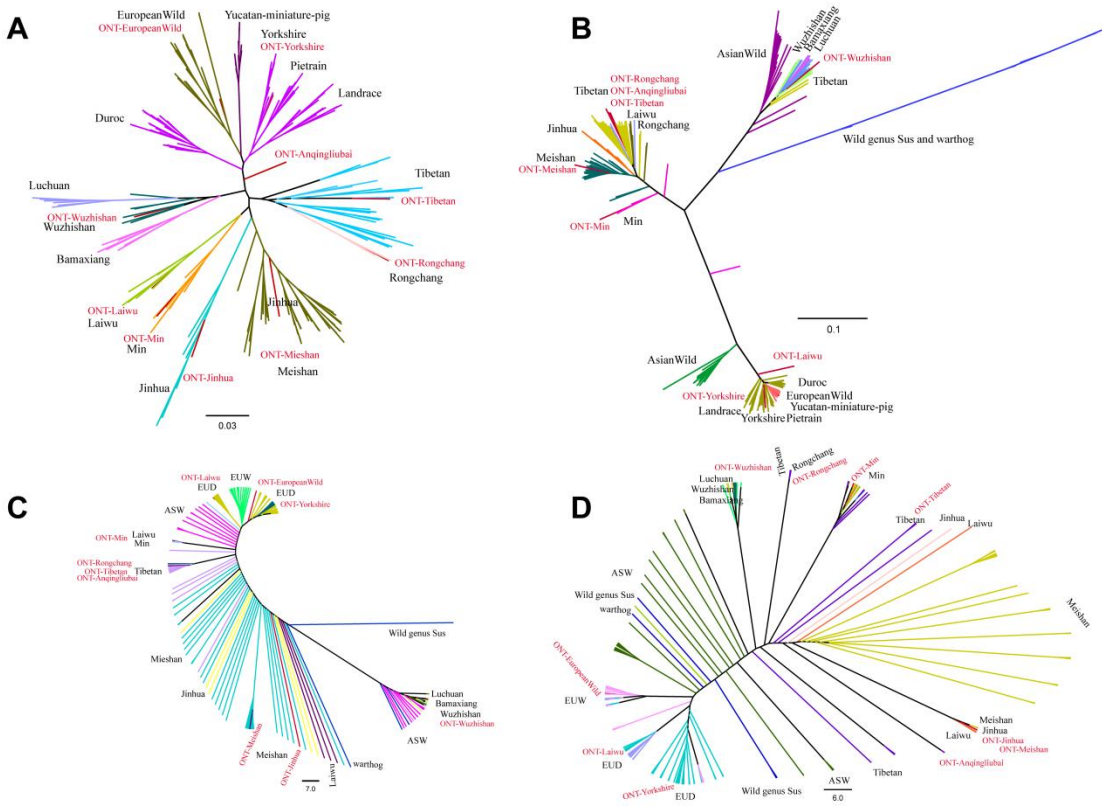 A
EuropeanWild
ONT-EuropeanWild
Yucatan-miniature-pig
Yorkshire
ONT-Yorkshire
Pietrain
Landrace
Duroc
ONT-Anqingliubai
Tibetan
Luchuan
ONT-Tibetan
ONT-Wuzhishan
Wuzhishan
Bamaxiang
ONT-Rongchang
Rongchang
ONT-Laiwu
Laiwu
Jinhua
ONT-Min
Min
ONT-Mieshan
Meishan
Jinhua
ONT-Jinhua
0.03
B
AsianWild
Wuzhishan
Bamaxiang
Luchuan
ONT-Wuzhishan
Tibetan
ONT-Rongchang
Tibetan ONT-Anqingliubai
ONT-Tibetan
Laiwu
Rongchang
Jinhua
Meishan
ONT-Meishan
ONT-Min
Min
Wild genus Sus and warthog
0.1
AsianWild
ONT-Laiwu
ONT-Yorkshire
Duroc
EuropeanWild
Landrace
Yucatan-miniature-pig
Yorkshire
Pietrain
C
ONT-Laiwu
EUD
EUW
ONT-EuropeanWild
EUD
ONT-Yorkshire
ASW
ONT-Min
Laiwu
Min
ONT-Rongchang
ONT-Tibetan
ONT-Anqingliubai
Tibetan
Wild genus Sus
Mieshan
Jinhua
ONT-Meishan
Meishan
ONT-Jinhua
Laiwu
warthog
7.0
Luchuan
Bamaxiang
Wuzhishan
ONT-Wuzhishan
ASW
D
ONT-Wuzhishan
Luchuan
Wuzhishan
Bamaxiang
Tibetan
Rongchang
ONT-Rongchang
ONT-Min
Min
ONT-Tibetan
Tibetan
Jinhua
Laiwu
Meishan
ASW
Wild genus Sus
warthog
ONT-EuropeanWild
EUW
ONT-Laiwu
EUD
ONT-Yorkshire
EUD
Wild genus Sus
ASW
6.0
Tibetan
Laiwu
Meishan
Jinhua
ONT-Jinhua
ONT-Meishan
ONT-Anqingliubai